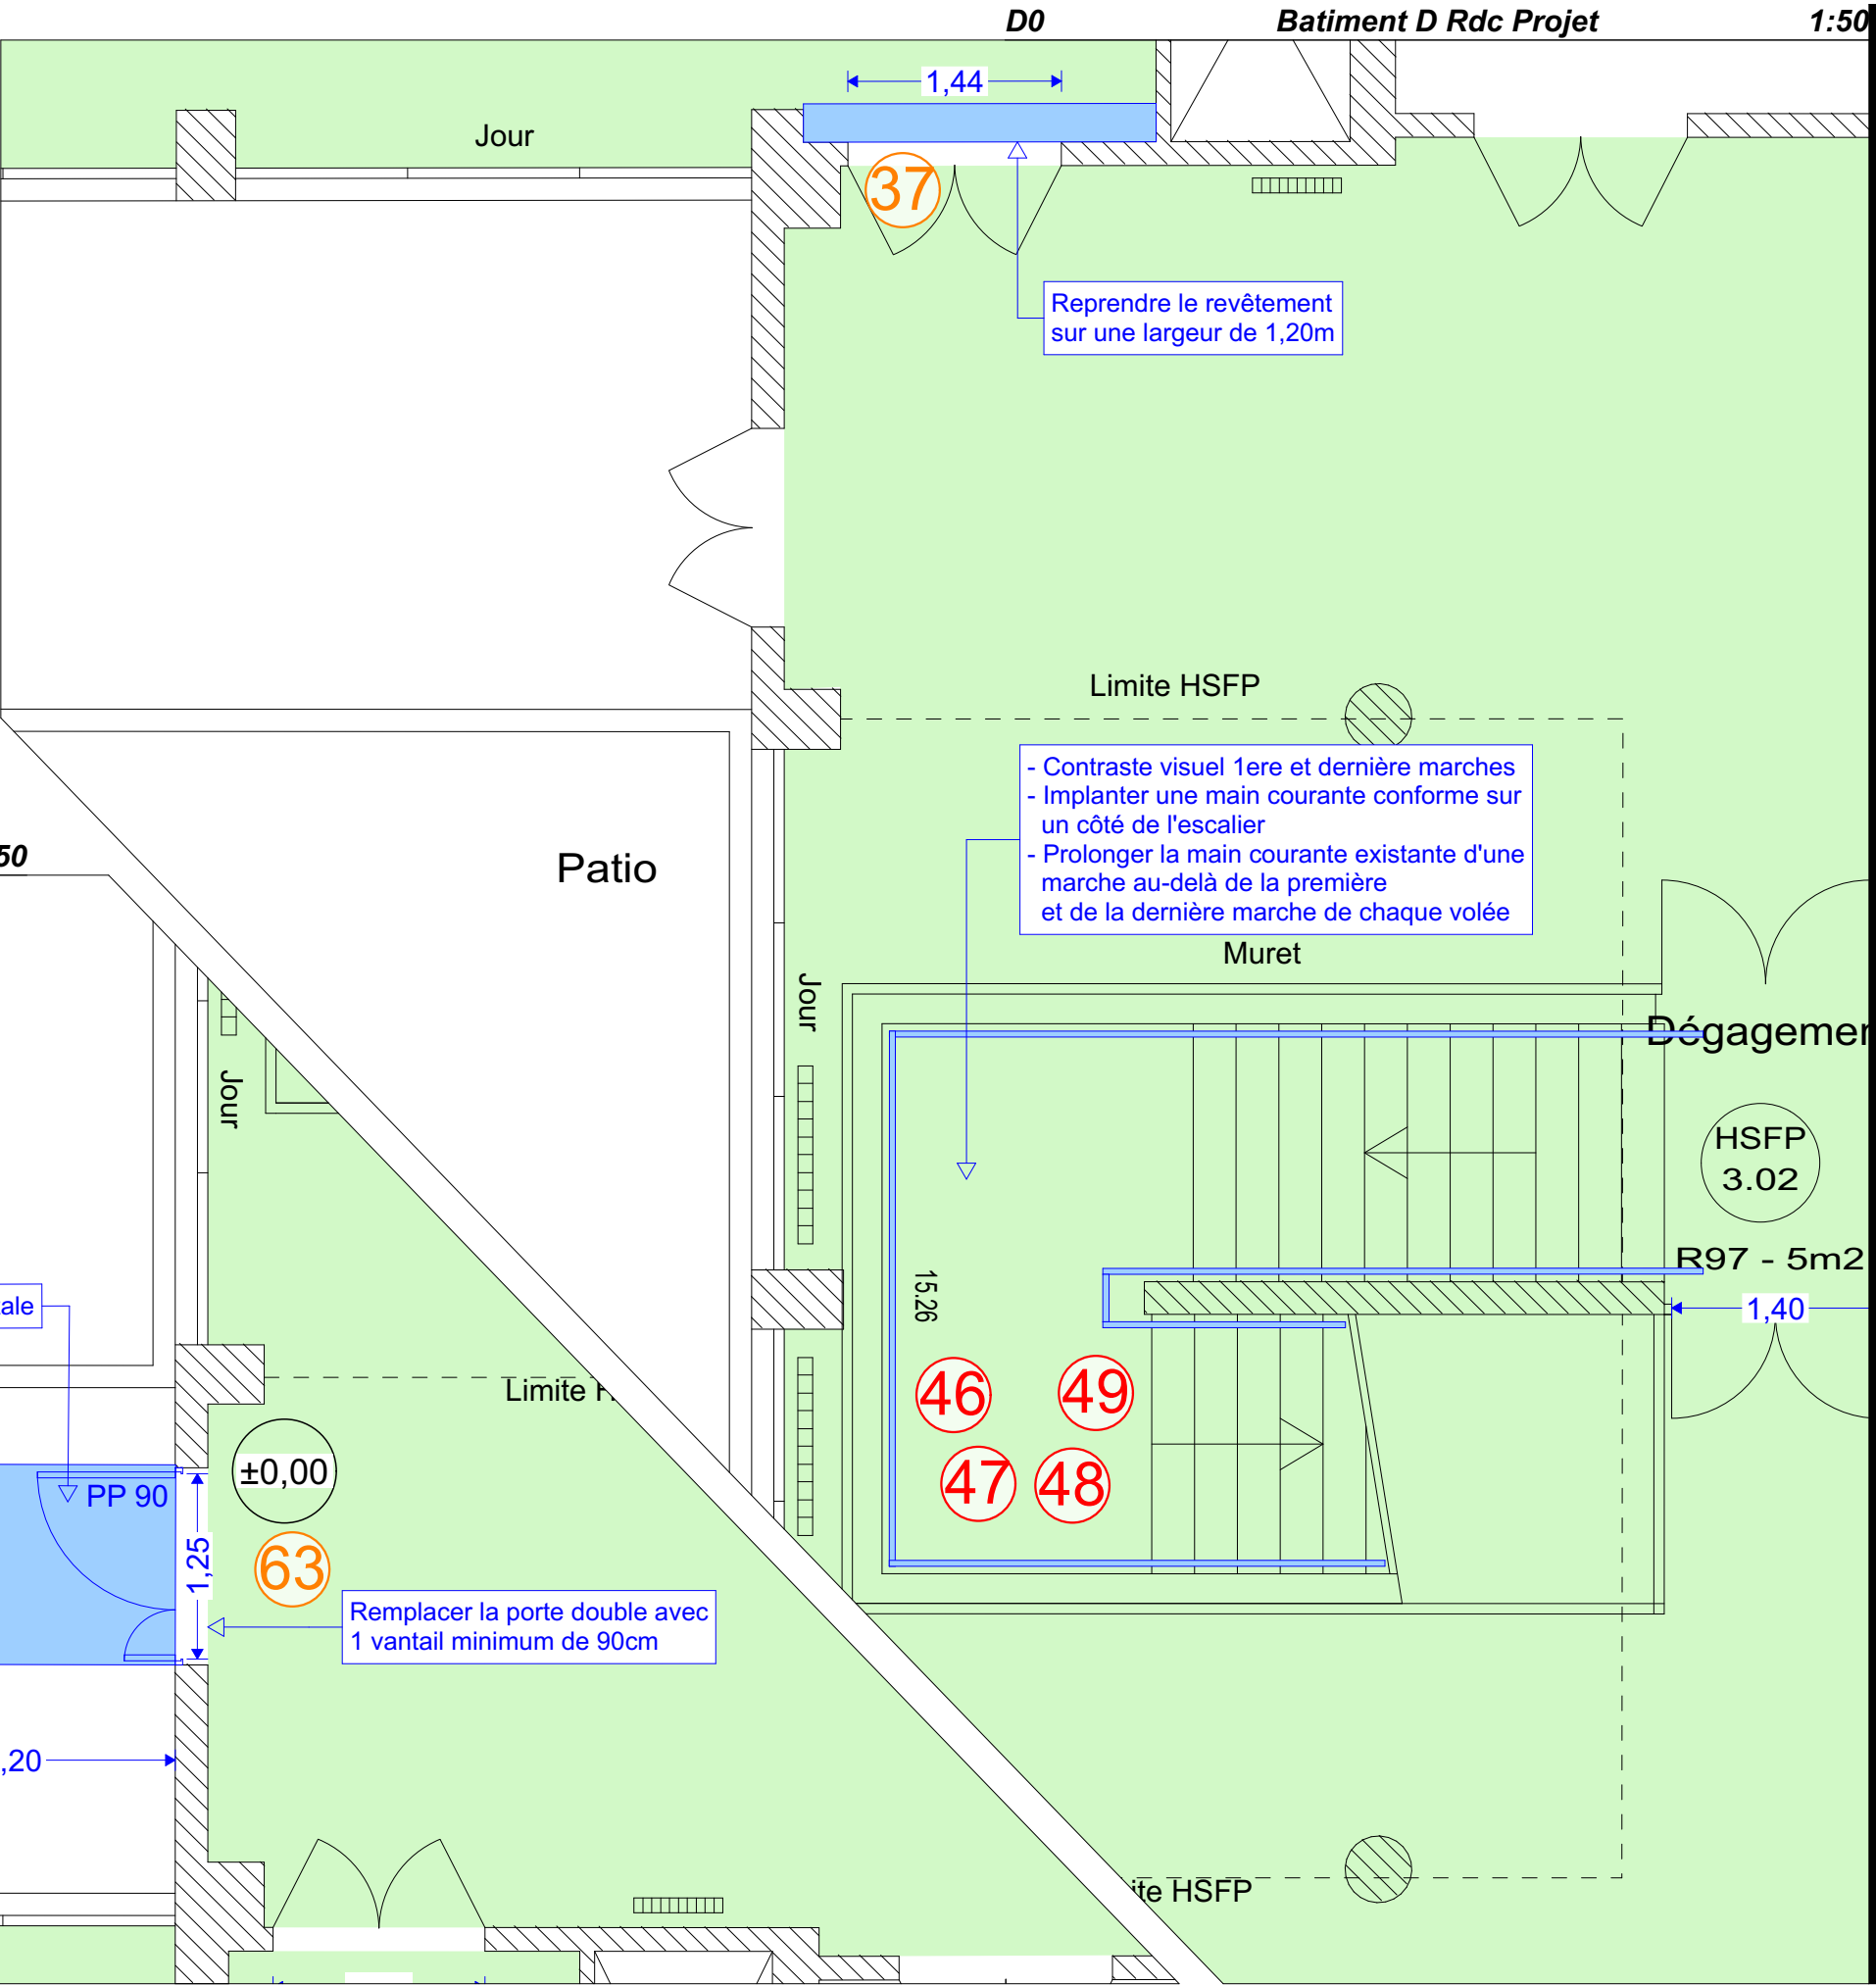 D0
Batiment D Rdc Projet
1:50
1,44
Jour
37
Reprendre le revêtement
sur une largeur de 1,20m
Limite HSFP
- Contraste visuel 1ere et dernière marches
- Implanter une main courante conforme sur
un côté de l'escalier
- Prolonger la main courante existante d'une
marche au-delà de la première
et de la dernière marche de chaque volée
50
Patio
Muret
Jour
Dégagemen
Jour
HSFP
3.02
R97 - 5m2
15.26
ale
1,40
46
49
Limite H
±0,00
47
48
PP 90
1,25
63
Remplacer la porte double avec
1 vantail minimum de 90cm
,20
ite HSFP